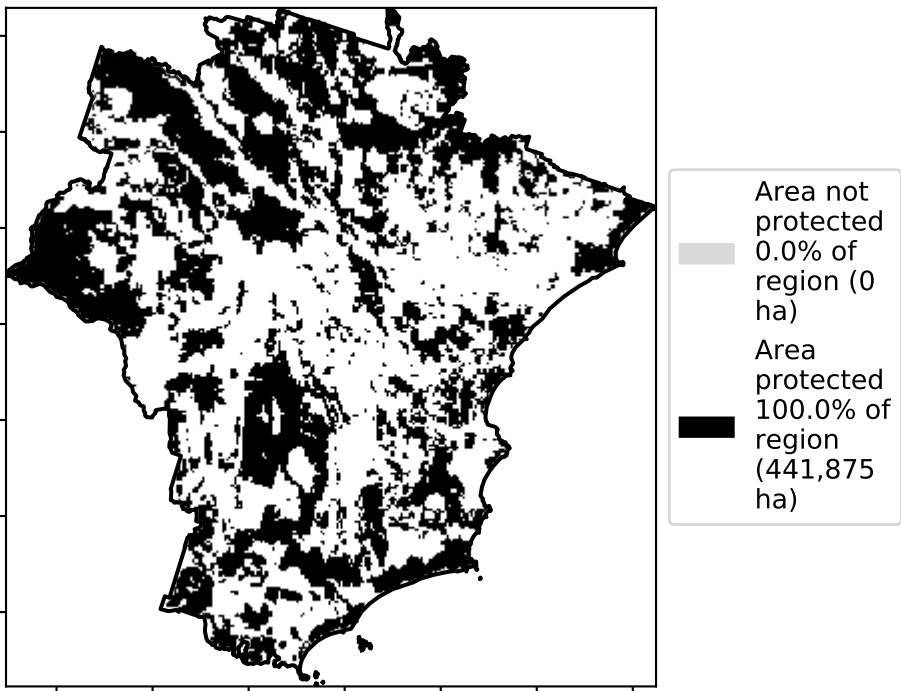 Area not
protected
0.0% of
region (0
ha)
Area
protected
100.0% of
region
(441,875
ha)